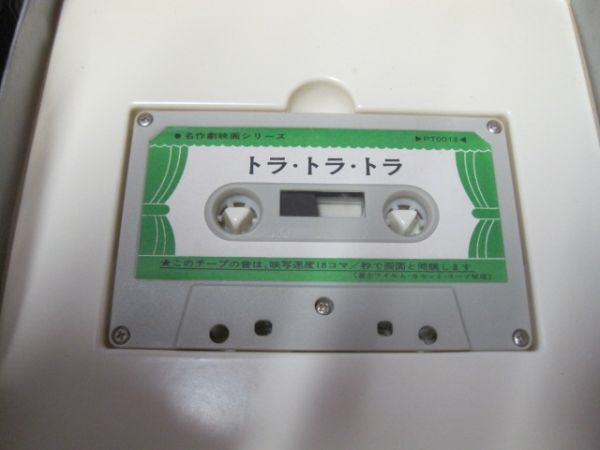 ●名作劇映画シリーズ
▶PT0013◀
トラ・トラ・トラ
★このテープの音は、映写速度18コマ/秒で画面と同調します